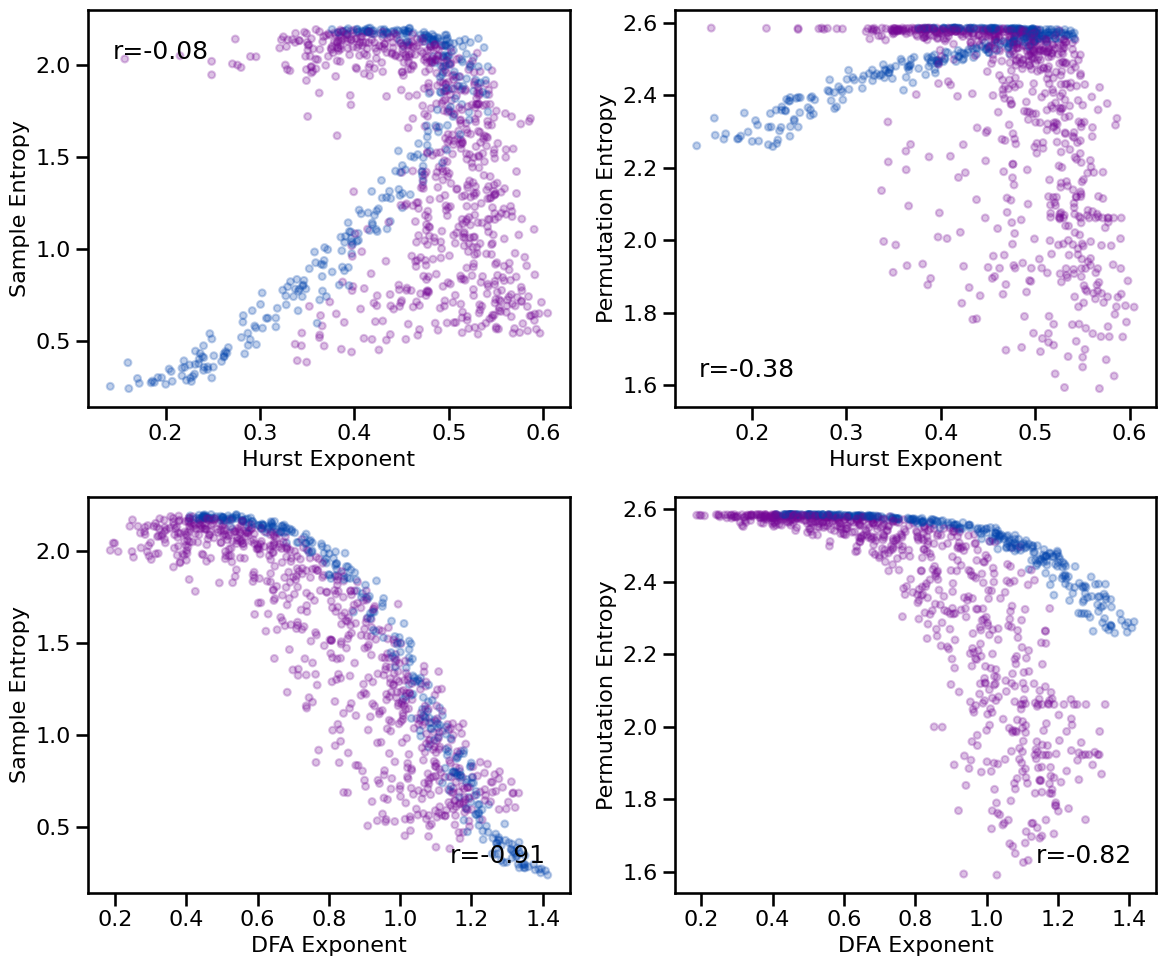 r=-0.08
Sample Entropy
2.0
1.5
1.0
0.5
0.2 0.3 0.4 0.5 0.6
Hurst Exponent
r=-0.38
Permutation Entropy
2.6
2.4
2.2
2.0
1.8
1.6
0.2 0.3 0.4 0.5 0.6
Hurst Exponent
r=-0.91
Sample Entropy
2.0
1.5
1.0
0.5
0.2 0.4 0.6 0.8 1.0 1.2 1.4
DFA Exponent
r=-0.82
Permutation Entropy
2.6
2.4
2.2
2.0
1.8
1.6
0.2 0.4 0.6 0.8 1.0 1.2 1.4
DFA Exponent